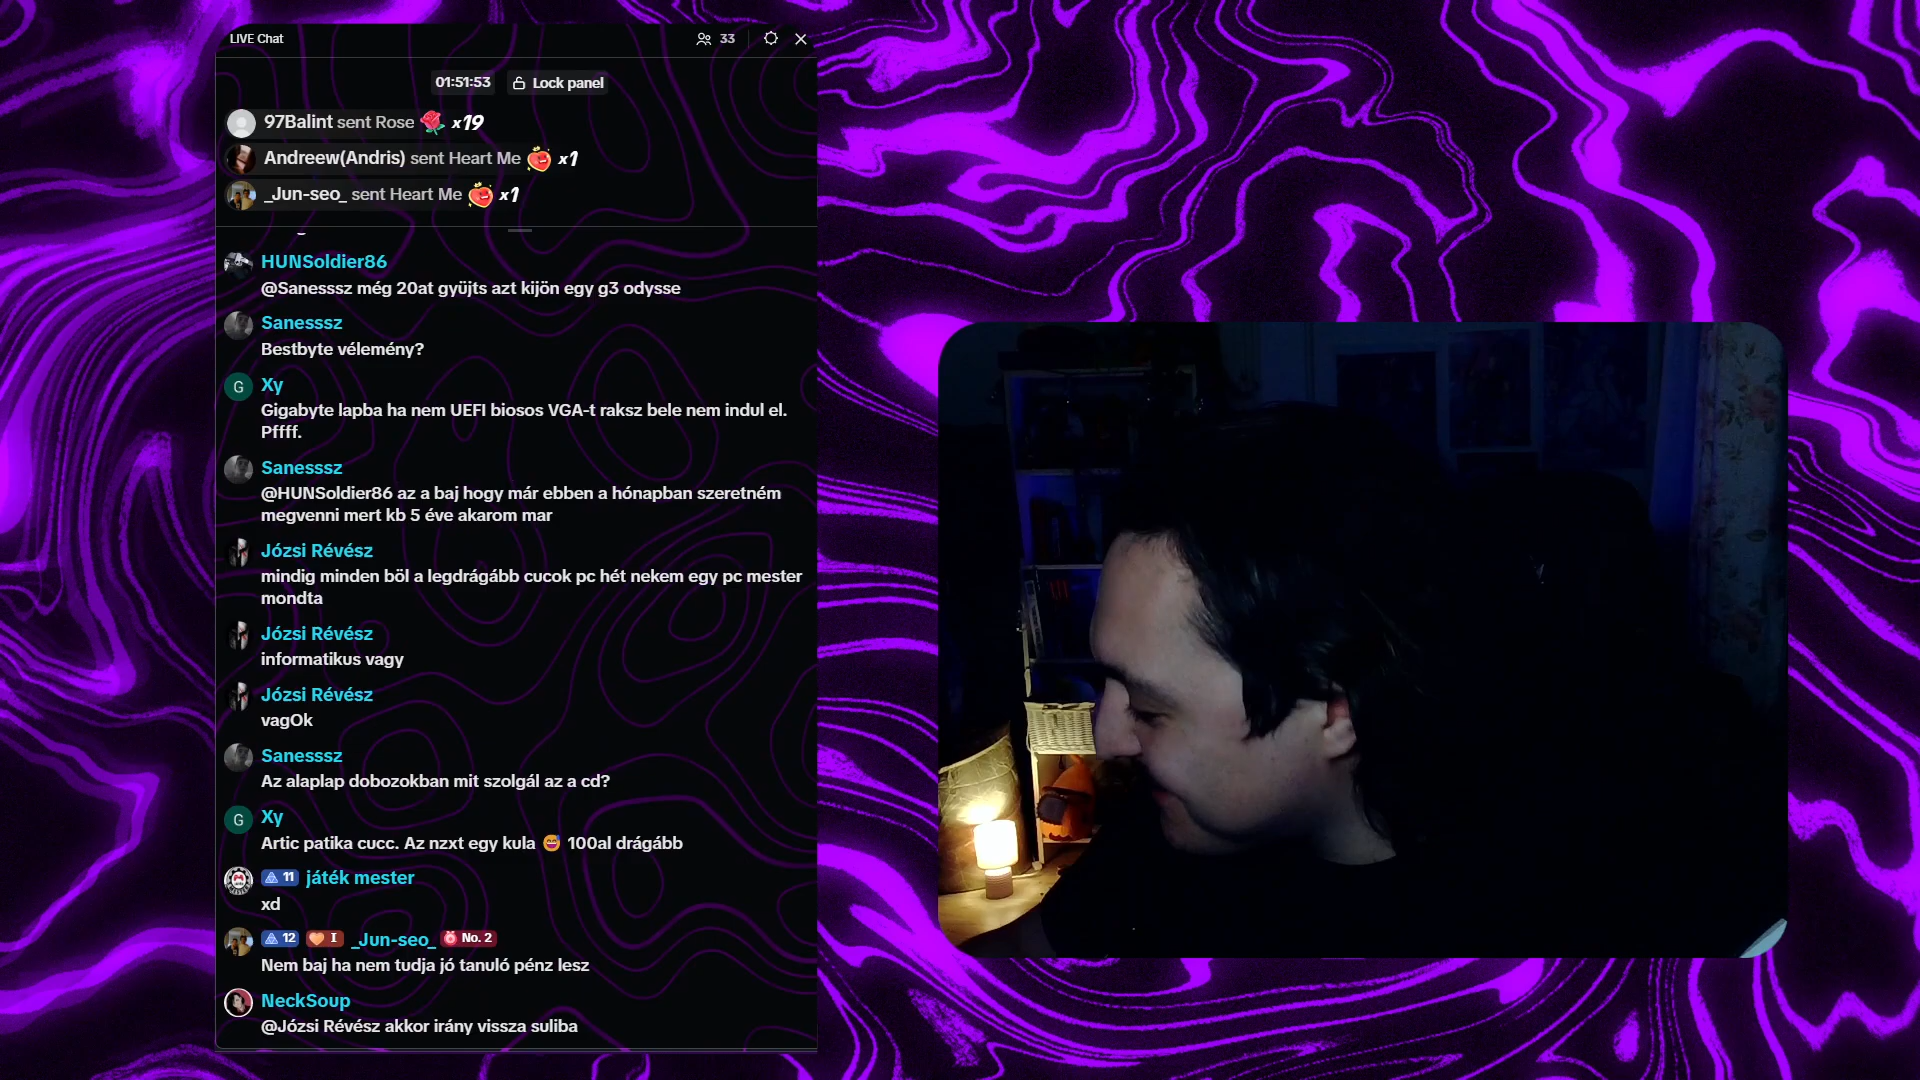 LIVE Chat
33
01:51:53
Lock panel
97Balint sent Rose x19
Andreew(Andris) sent Heart Me x1
_Jun-seo_ sent Heart Me x1
HUNSoldier86
@Sanesssz még 20at gyüjts azt kijön egy g3 odysse
Sanesssz
Bestbyte vélemény?
G Xy
Gigabyte lapba ha nem UEFI biosos VGA-t raksz bele nem indul el.
Pffff.
Sanesssz
@HUNSoldier86 az a baj hogy már ebben a hónapban szeretném
megvenni mert kb 5 éve akarom mar
Józsi Révész
mindig minden böl a legdrágább cucok pc hét nekem egy pc mester
mondta
Józsi Révész
informatikus vagy
Józsi Révész
vagOk
Sanesssz
Az alaplap dobozokban mit szolgál az a cd?
G Xy
Artic patika cucc. Az nzxt egy kula 😅 100al drágább
11 játék mester
xd
12 I _Jun-seo_ No. 2
Nem baj ha nem tudja jó tanuló pénz lesz
NeckSoup
@Józsi Révész akkor irány vissza suliba